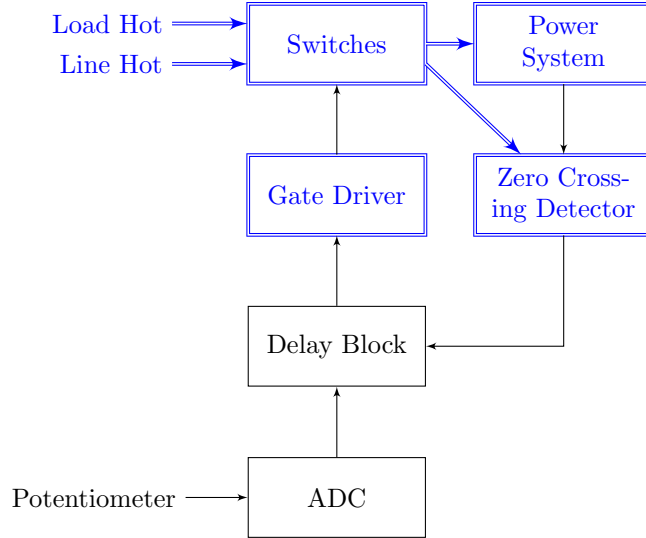 Load Hot
Line Hot
Switches
Power
System
Gate Driver
Zero Cross-
ing Detector
Delay Block
Potentiometer
ADC